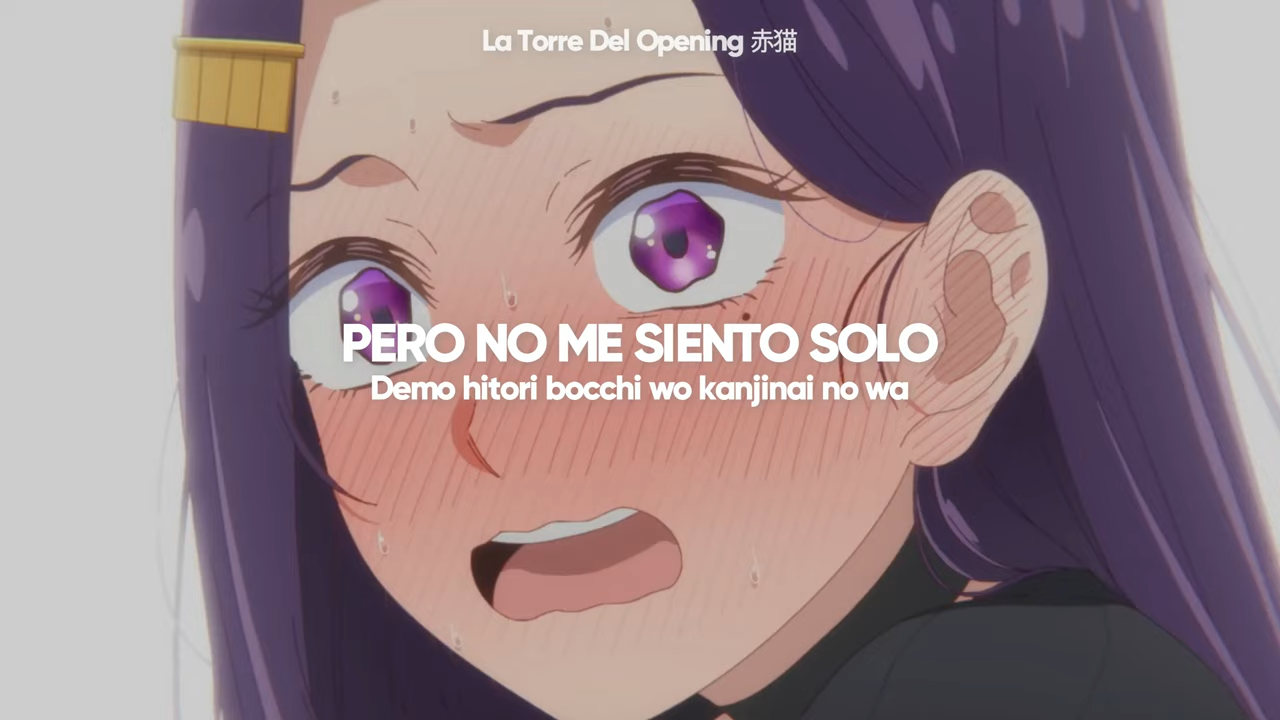 La Torre Del Opening 赤猫
PERO NO ME SIENTO SOLO
Demo hitori bocchi wo kanjinai no wa